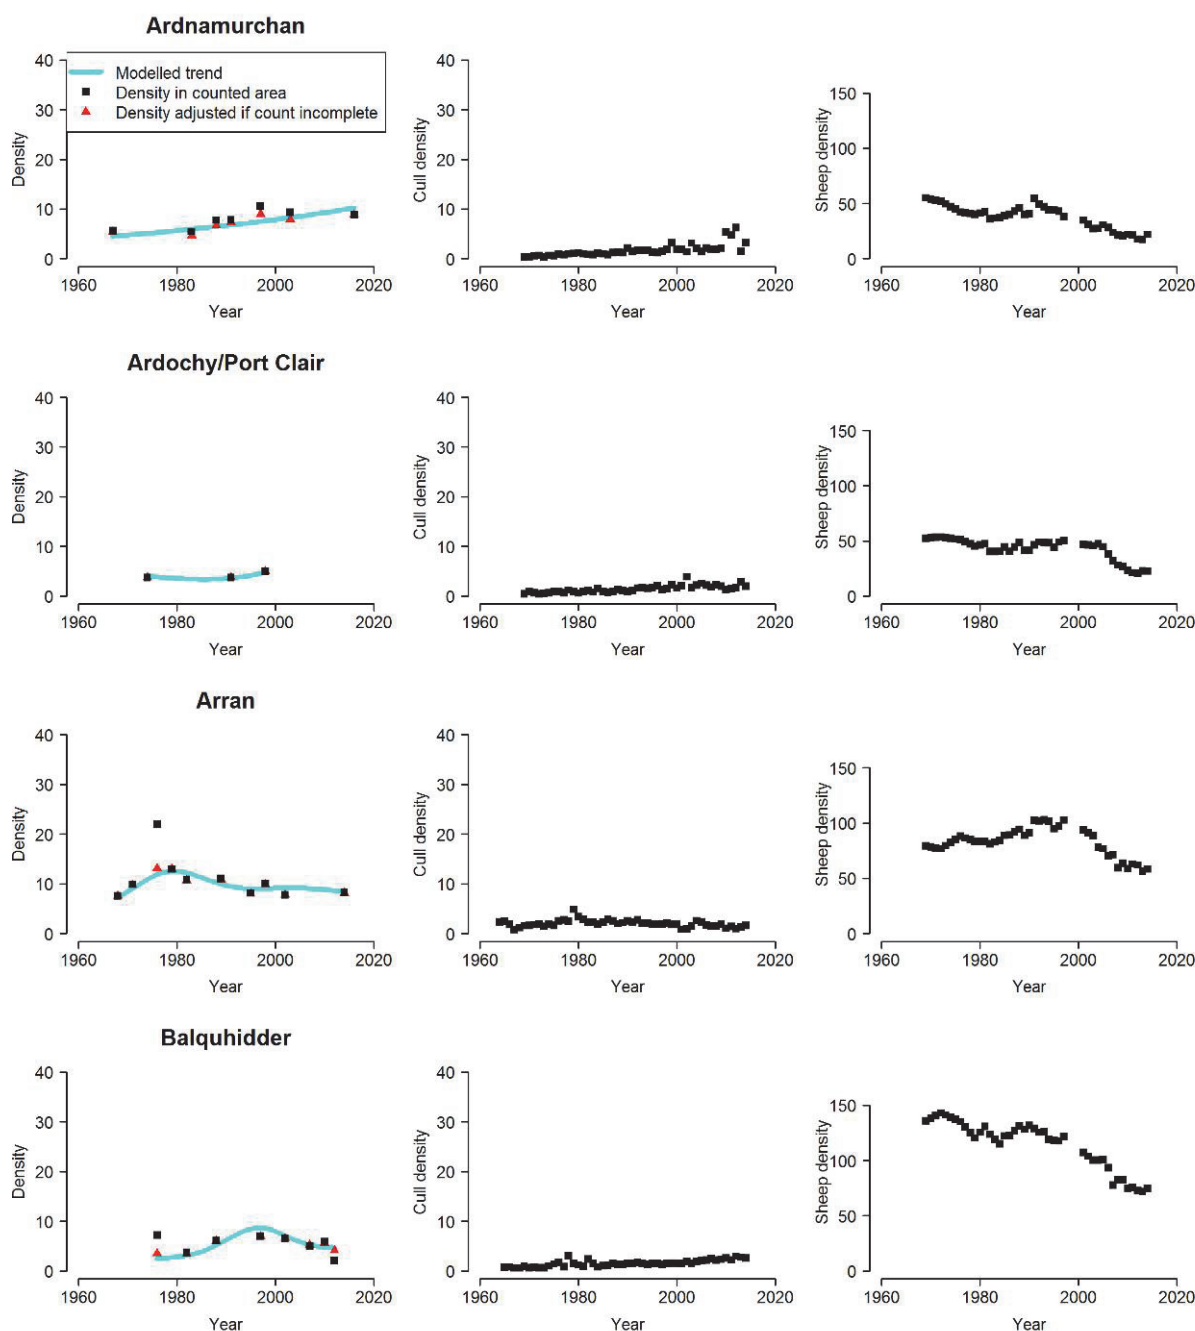 Ardnamurchan
Modelled trend
Density in counted area
Density adjusted if count incomplete
Density
40
30
20
10
0
1960 1980 2000 2020
Year
Cull density
40
30
20
10
0
1960 1980 2000 2020
Year
Sheep density
150
100
50
0
1960 1980 2000 2020
Year
Ardochy/Port Clair
Density
40
30
20
10
0
1960 1980 2000 2020
Year
Cull density
40
30
20
10
0
1960 1980 2000 2020
Year
Sheep density
150
100
50
0
1960 1980 2000 2020
Year
Arran
Density
40
30
20
10
0
1960 1980 2000 2020
Year
Cull density
40
30
20
10
0
1960 1980 2000 2020
Year
Sheep density
150
100
50
0
1960 1980 2000 2020
Year
Balquhidder
Density
40
30
20
10
0
1960 1980 2000 2020
Year
Cull density
40
30
20
10
0
1960 1980 2000 2020
Year
Sheep density
150
100
50
0
1960 1980 2000 2020
Year